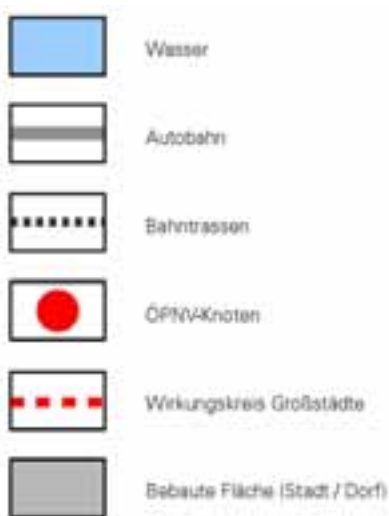 Wasser
Autobahn
Bahntrassen
ÖPNV-Knoten
Wirkungskreis Großstädte
Bebaute Fläche (Stadt / Dorf)